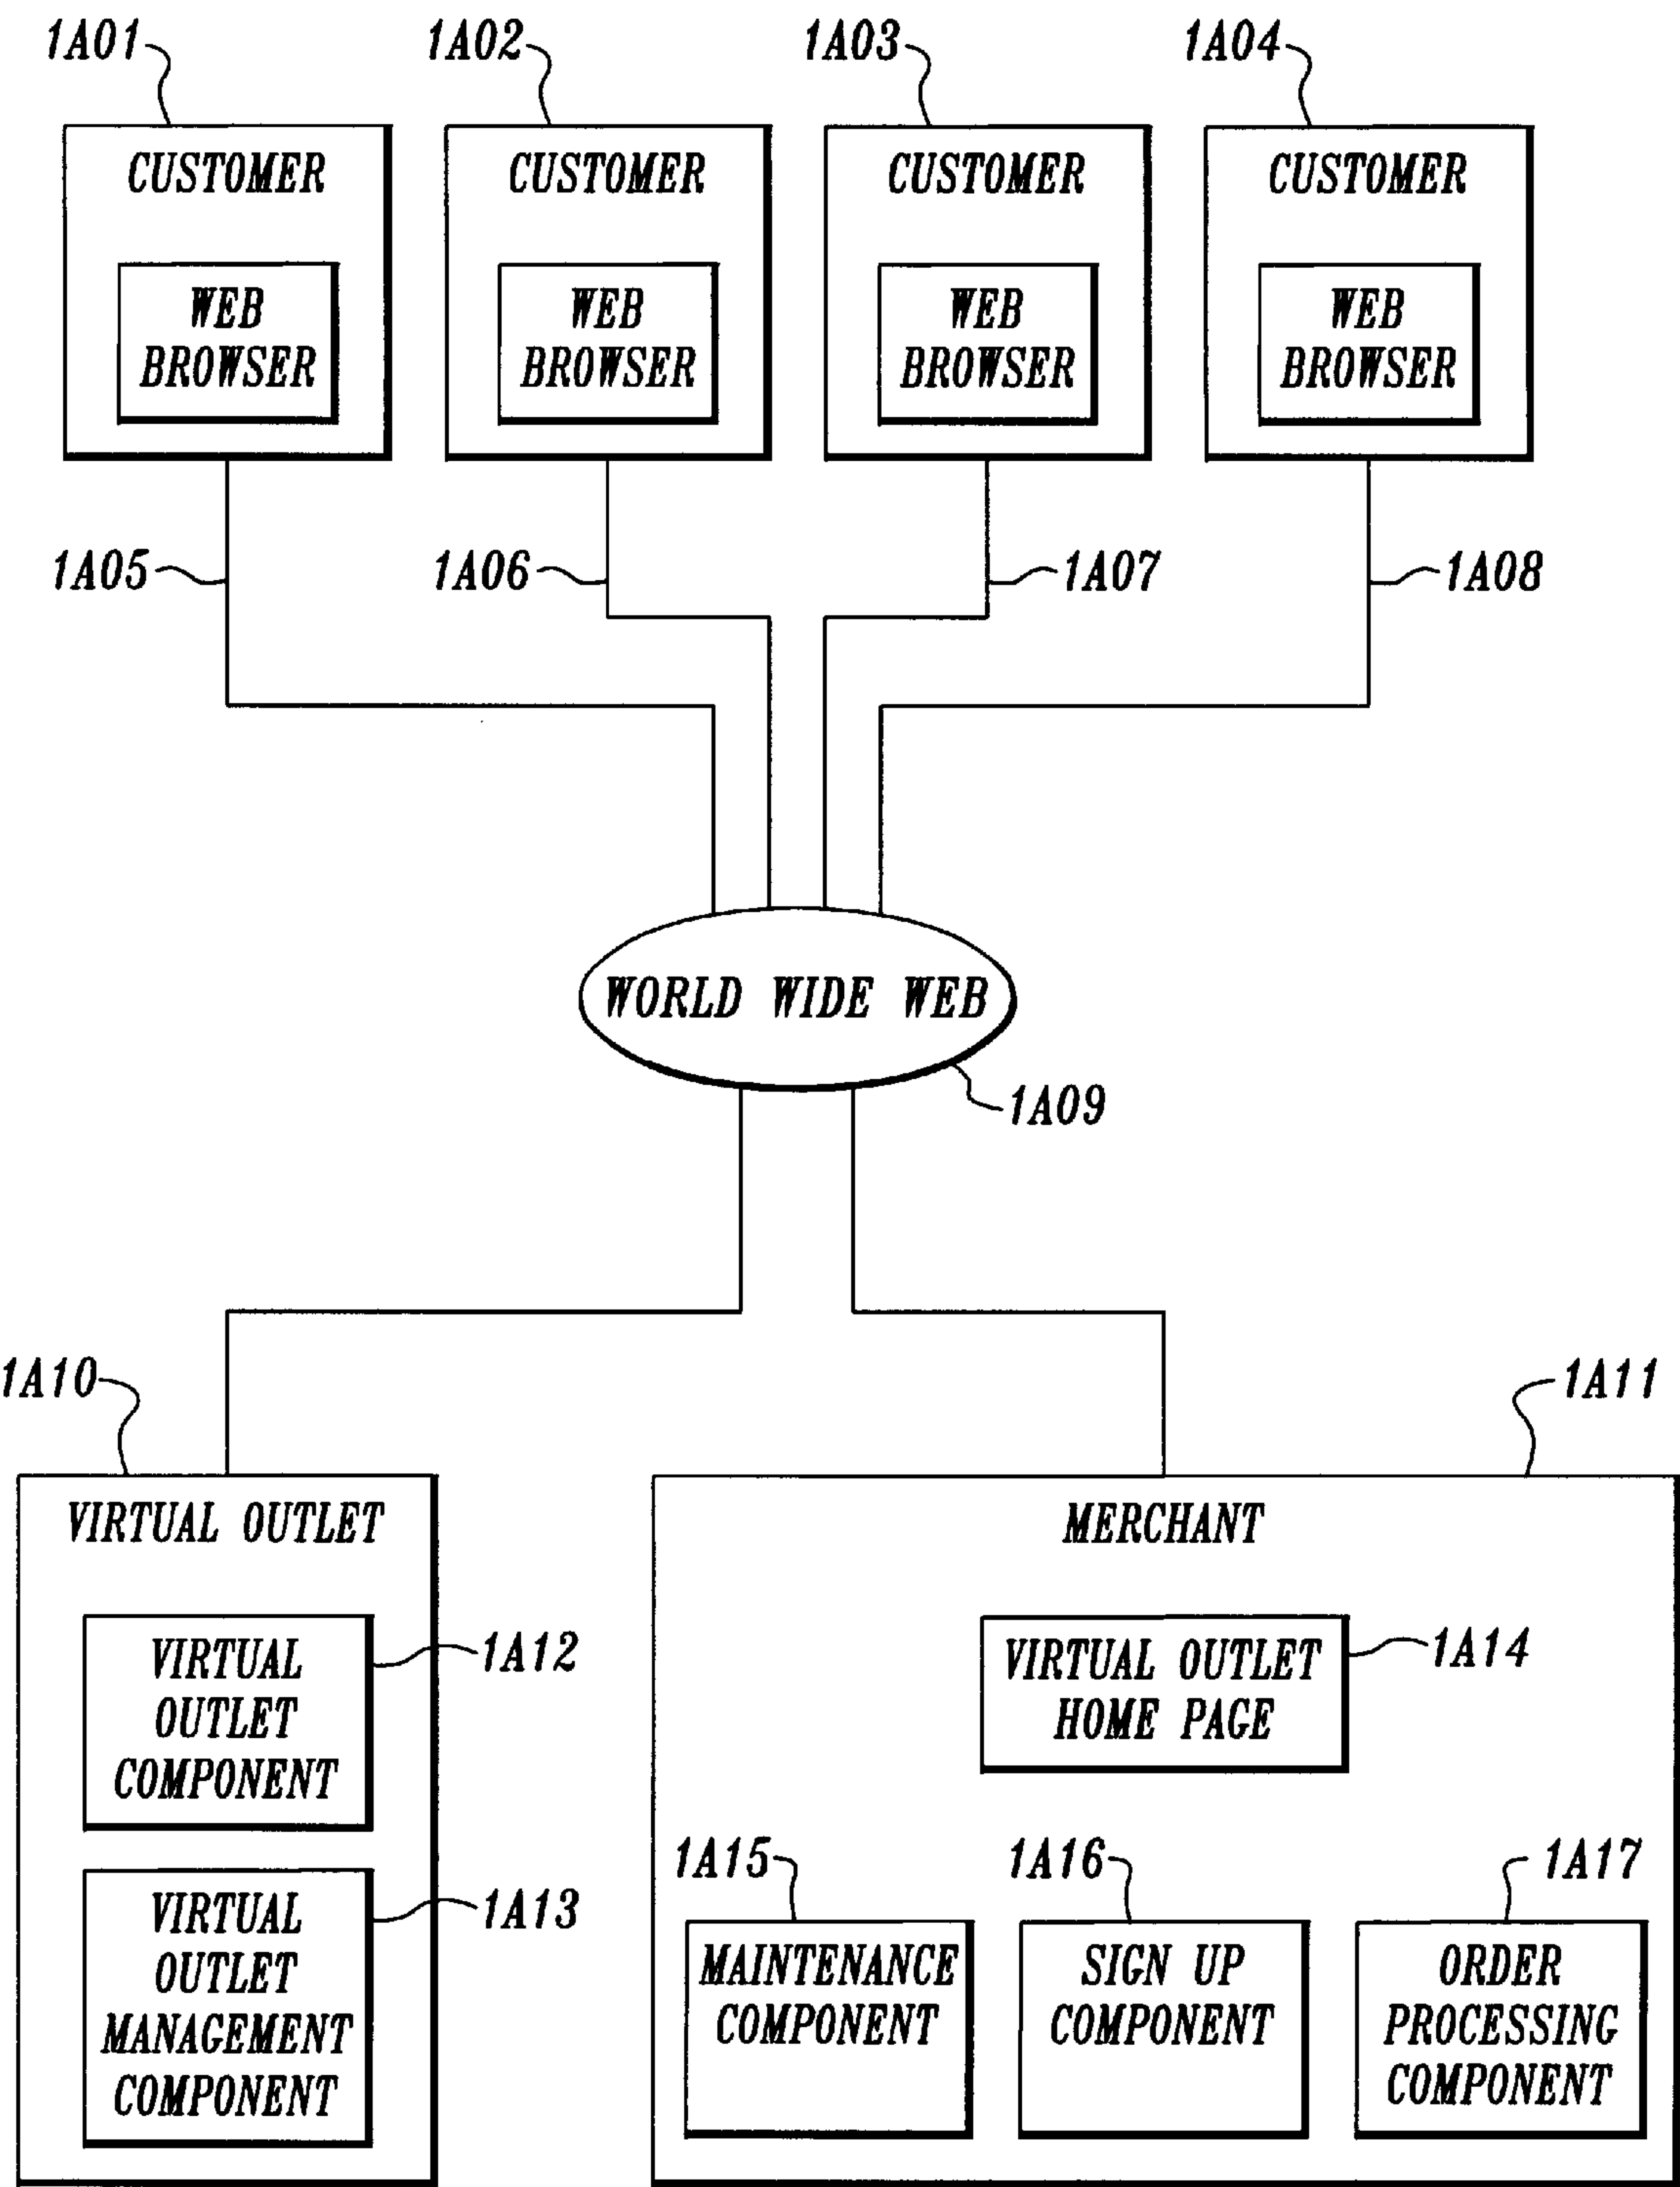 1A01
1A02
1A03
1A04
CUSTOMER
CUSTOMER
CUSTOMER
CUSTOMER
WEB
BROWSER
WEB
BROWSER
WEB
BROWSER
WEB
BROWSER
1A05
1A06
1A07
1A08
WORLD WIDE WEB
1A09
1A10
1A11
VIRTUAL OUTLET
VIRTUAL
OUTLET
COMPONENT
1A12
VIRTUAL
OUTLET
MANAGEMENT
COMPONENT
1A13
MERCHANT
VIRTUAL OUTLET
HOME PAGE
1A14
1A15
MAINTENANCE
COMPONENT
1A16
SIGN UP
COMPONENT
1A17
ORDER
PROCESSING
COMPONENT